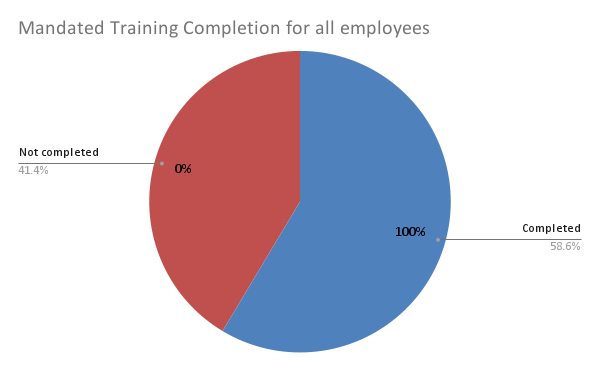 Mandated Training Completion for all employees
Not completed
41.4%
0%
100%
Completed
58.6%